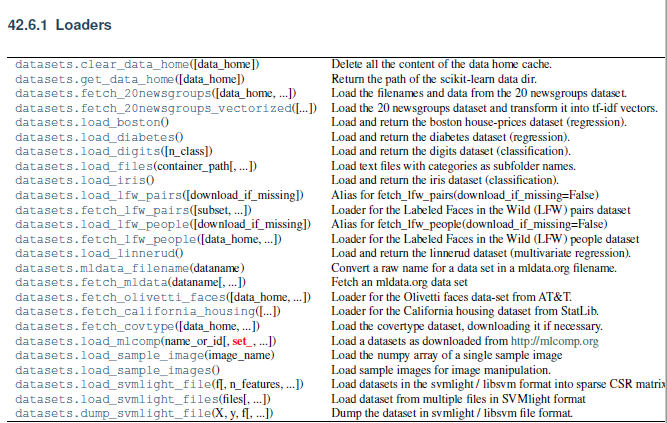 42.6.1 Loaders
datasets.clear_data_home([data_home]) Delete all the content of the data home cache.
datasets.get_data_home([data_home]) Return the path of the scikit-learn data dir.
datasets.fetch_20newsgroups([data_home, ...]) Load the filenames and data from the 20 newsgroups dataset.
datasets.fetch_20newsgroups_vectorized([...]) Load the 20 newsgroups dataset and transform it into tf-idf vectors.
datasets.load_boston() Load and return the boston house-prices dataset (regression).
datasets.load_diabetes() Load and return the diabetes dataset (regression).
datasets.load_digits([n_class]) Load and return the digits dataset (classification).
datasets.load_files(container_path[, ...]) Load text files with categories as subfolder names.
datasets.load_iris() Load and return the iris dataset (classification).
datasets.load_lfw_pairs([download_if_missing]) Alias for fetch_lfw_pairs(download_if_missing=False)
datasets.fetch_lfw_pairs([subset, ...]) Loader for the Labeled Faces in the Wild (LFW) pairs dataset
datasets.load_lfw_people([download_if_missing]) Alias for fetch_lfw_people(download_if_missing=False)
datasets.fetch_lfw_people([data_home, ...]) Loader for the Labeled Faces in the Wild (LFW) people dataset
datasets.load_linnerud() Load and return the linnerud dataset (multivariate regression).
datasets.mldata_filename(dataname) Convert a raw name for a data set in a mldata.org filename.
datasets.fetch_mldata(dataname[, ...]) Fetch an mldata.org data set
datasets.fetch_olivetti_faces([data_home, ...]) Loader for the Olivetti faces data-set from AT&T.
datasets.fetch_california_housing([...]) Loader for the California housing dataset from StatLib.
datasets.fetch_covtype([data_home, ...]) Load the covertype dataset, downloading it if necessary.
datasets.load_mlcomp(name_or_id[, set_, ...]) Load a datasets as downloaded from http://mlcomp.org
datasets.load_sample_image(image_name) Load the numpy array of a single sample image
datasets.load_sample_images() Load sample images for image manipulation.
datasets.load_svmlight_file(f[, n_features, ...]) Load datasets in the svmlight / libsvm format into sparse CSR matrix
datasets.load_svmlight_files(files[, ...]) Load dataset from multiple files in SVMlight format
datasets.dump_svmlight_file(X, y, f[, ...]) Dump the dataset in svmlight / libsvm file format.